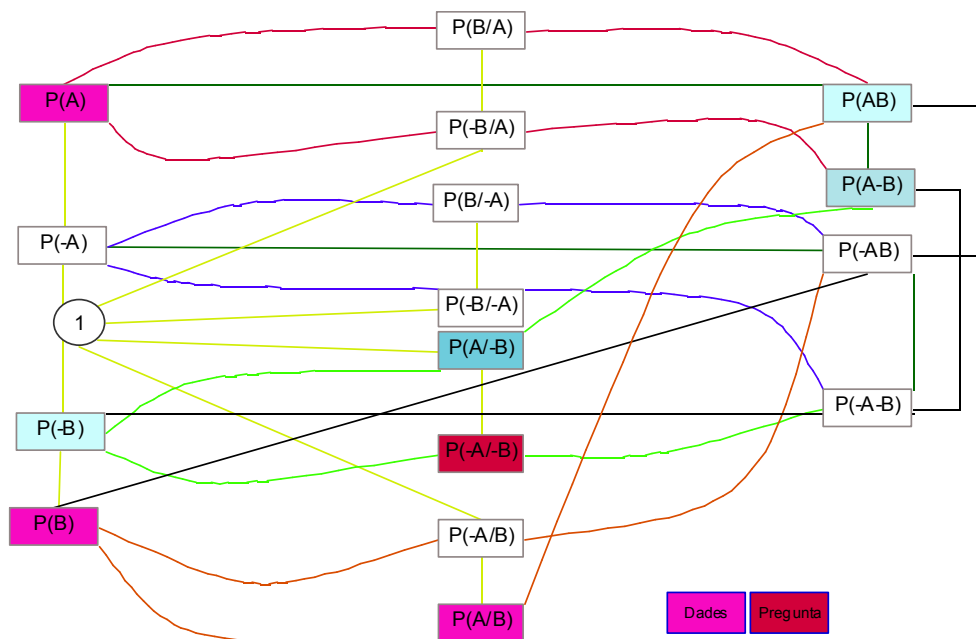 P(B/A)
P(A)
P(AB)
P(-B/A)
P(A-B)
P(B/-A)
P(-A)
P(-AB)
P(-B/-A)
1
P(A/-B)
P(-A-B)
P(-B)
P(-A/-B)
P(B)
P(-A/B)
P(A/B)
Dades
Pregunta